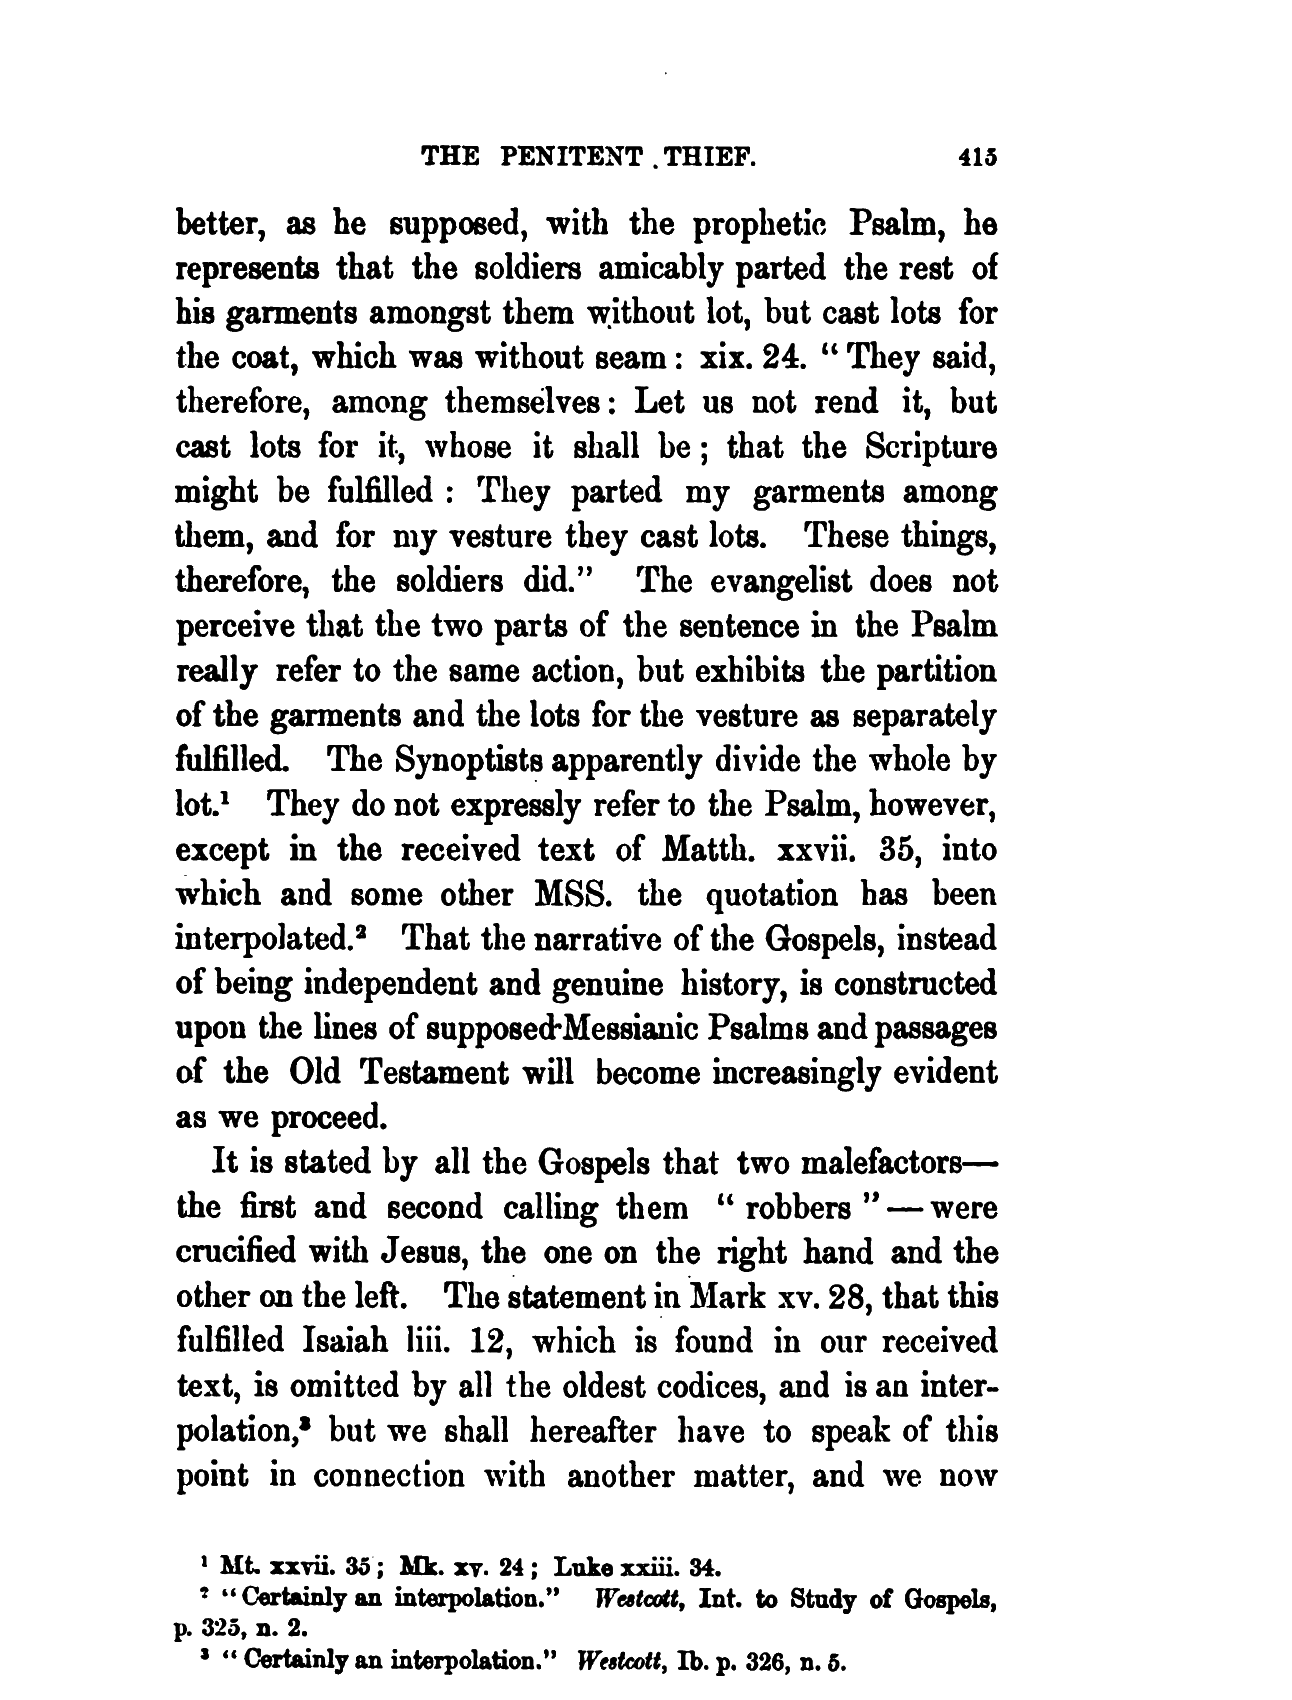 THE PENITENT THIEF. 415
better, as he supposed, with the prophetic Psalm, he
represents that the soldiers amicably parted the rest of
his garments amongst them without lot, but cast lots for
the coat, which was without seam : xix. 24. “ They said,
therefore, among themselves : Let us not rend it, but
cast lots for it, whose it shall be ; that the Scripture
might be fulfilled : They parted my garments among
them, and for my vesture they cast lots. These things,
therefore, the soldiers did.” The evangelist does not
perceive that the two parts of the sentence in the Psalm
really refer to the same action, but exhibits the partition
of the garments and the lots for the vesture as separately
fulfilled. The Synoptists apparently divide the whole by
lot.¹ They do not expressly refer to the Psalm, however,
except in the received text of Matth. xxvii. 35, into
which and some other MSS. the quotation has been
interpolated.² That the narrative of the Gospels, instead
of being independent and genuine history, is constructed
upon the lines of supposed Messianic Psalms and passages
of the Old Testament will become increasingly evident
as we proceed.
It is stated by all the Gospels that two malefactors—
the first and second calling them “ robbers ” — were
crucified with Jesus, the one on the right hand and the
other on the left. The statement in Mark xv. 28, that this
fulfilled Isaiah liii. 12, which is found in our received
text, is omitted by all the oldest codices, and is an inter-
polation,³ but we shall hereafter have to speak of this
point in connection with another matter, and we now
¹ Mt. xxvii. 35 ; Mk. xv. 24 ; Luke xxiii. 34.
² “ Certainly an interpolation.” Westcott, Int. to Study of Gospels,
p. 325, n. 2.
³ “ Certainly an interpolation.” Westcott, Ib. p. 326, n. 5.